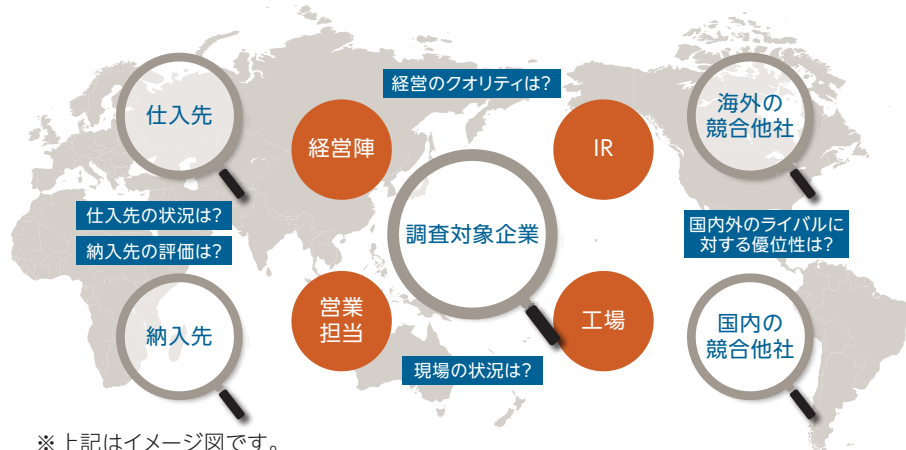 経営のクオリティは?
仕入先
経営陣
IR
海外の
競合他社
仕入先の状況は?
納入先の評価は?
調査対象企業
国内外のライバルに
対する優位性は?
納入先
営業
担当
工場
国内の
競合他社
現場の状況は?
※上記はイメージ図です。